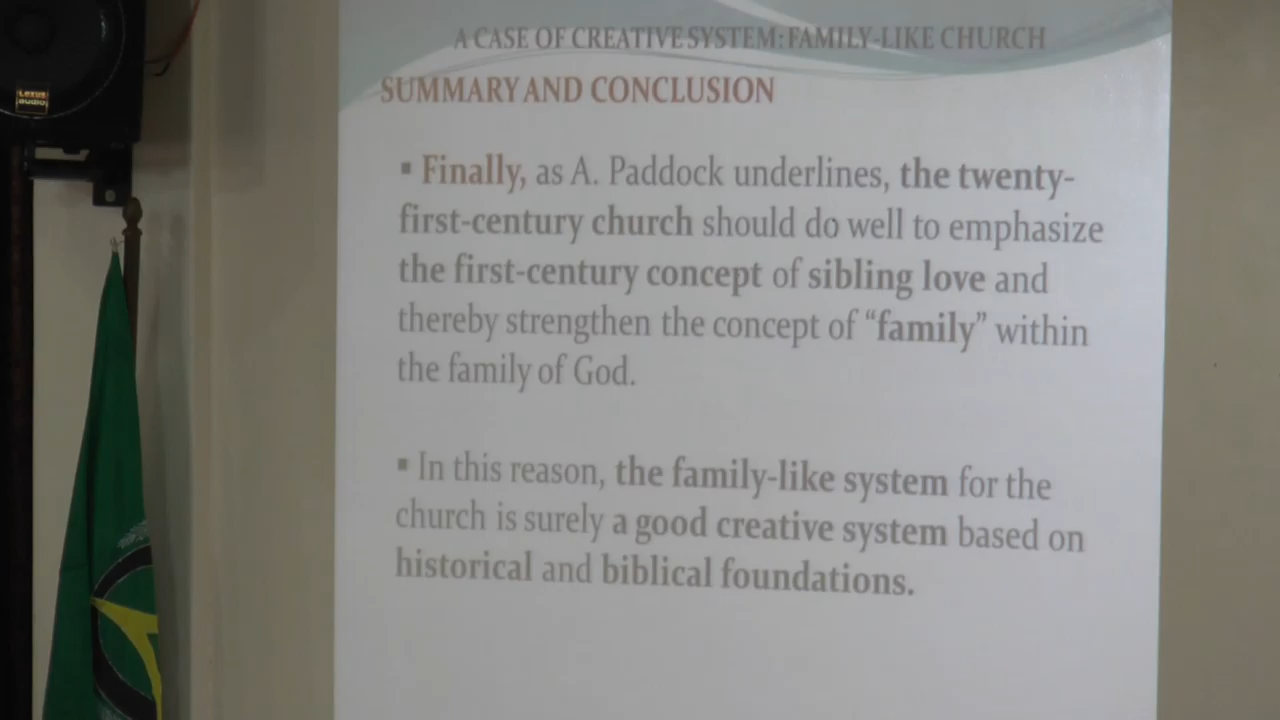 Lexus
audio
A CASE OF CREATIVE SYSTEM: FAMILY-LIKE CHURCH
SUMMARY AND CONCLUSION
▪ Finally, as A. Paddock underlines, the twenty-
first-century church should do well to emphasize
the first-century concept of sibling love and
thereby strengthen the concept of “family” within
the family of God.
▪ In this reason, the family-like system for the
church is surely a good creative system based on
historical and biblical foundations.